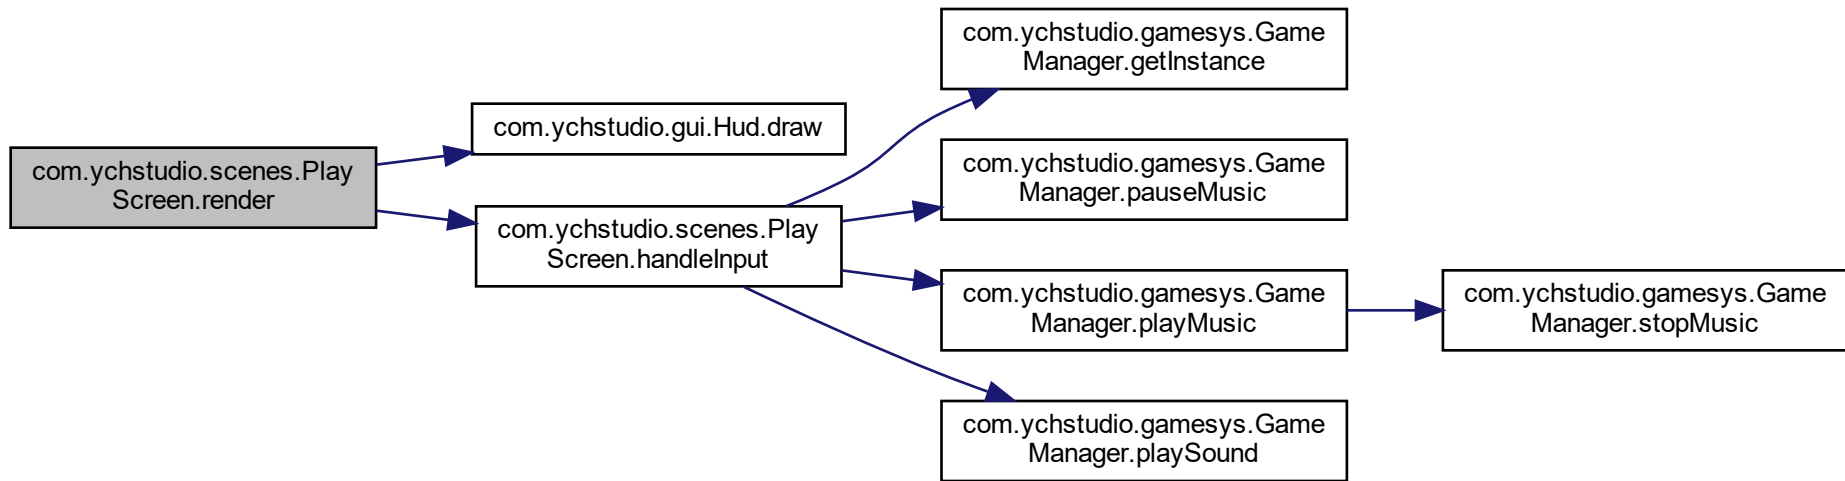 com.ychstudio.scenes.Play
Screen.render
com.ychstudio.gui.Hud.draw
com.ychstudio.scenes.Play
Screen.handleInput
com.ychstudio.gamesys.Game
Manager.getInstance
com.ychstudio.gamesys.Game
Manager.pauseMusic
com.ychstudio.gamesys.Game
Manager.playMusic
com.ychstudio.gamesys.Game
Manager.playSound
com.ychstudio.gamesys.Game
Manager.stopMusic